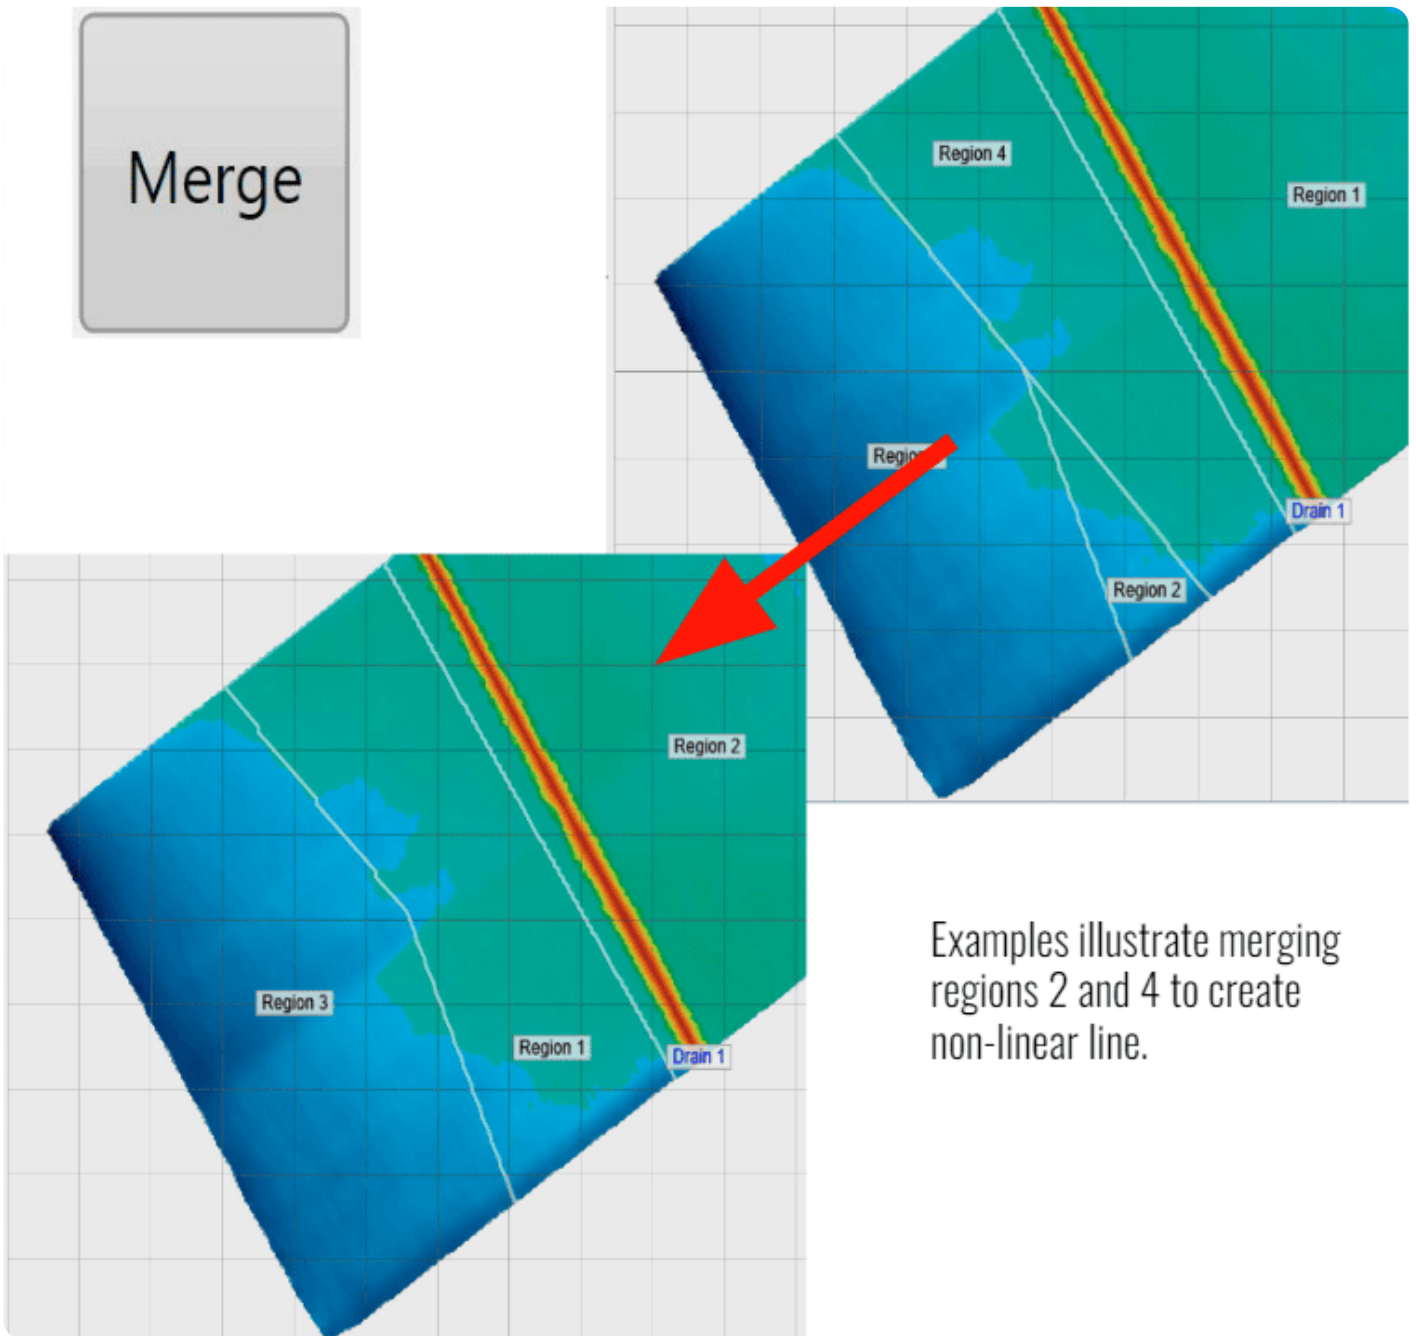 Merge
Region 4
Region 1
Region
Drain 1
Region 2
Region 2
Region 3
Region 1
Drain 1
Examples illustrate merging
regions 2 and 4 to create
non-linear line.